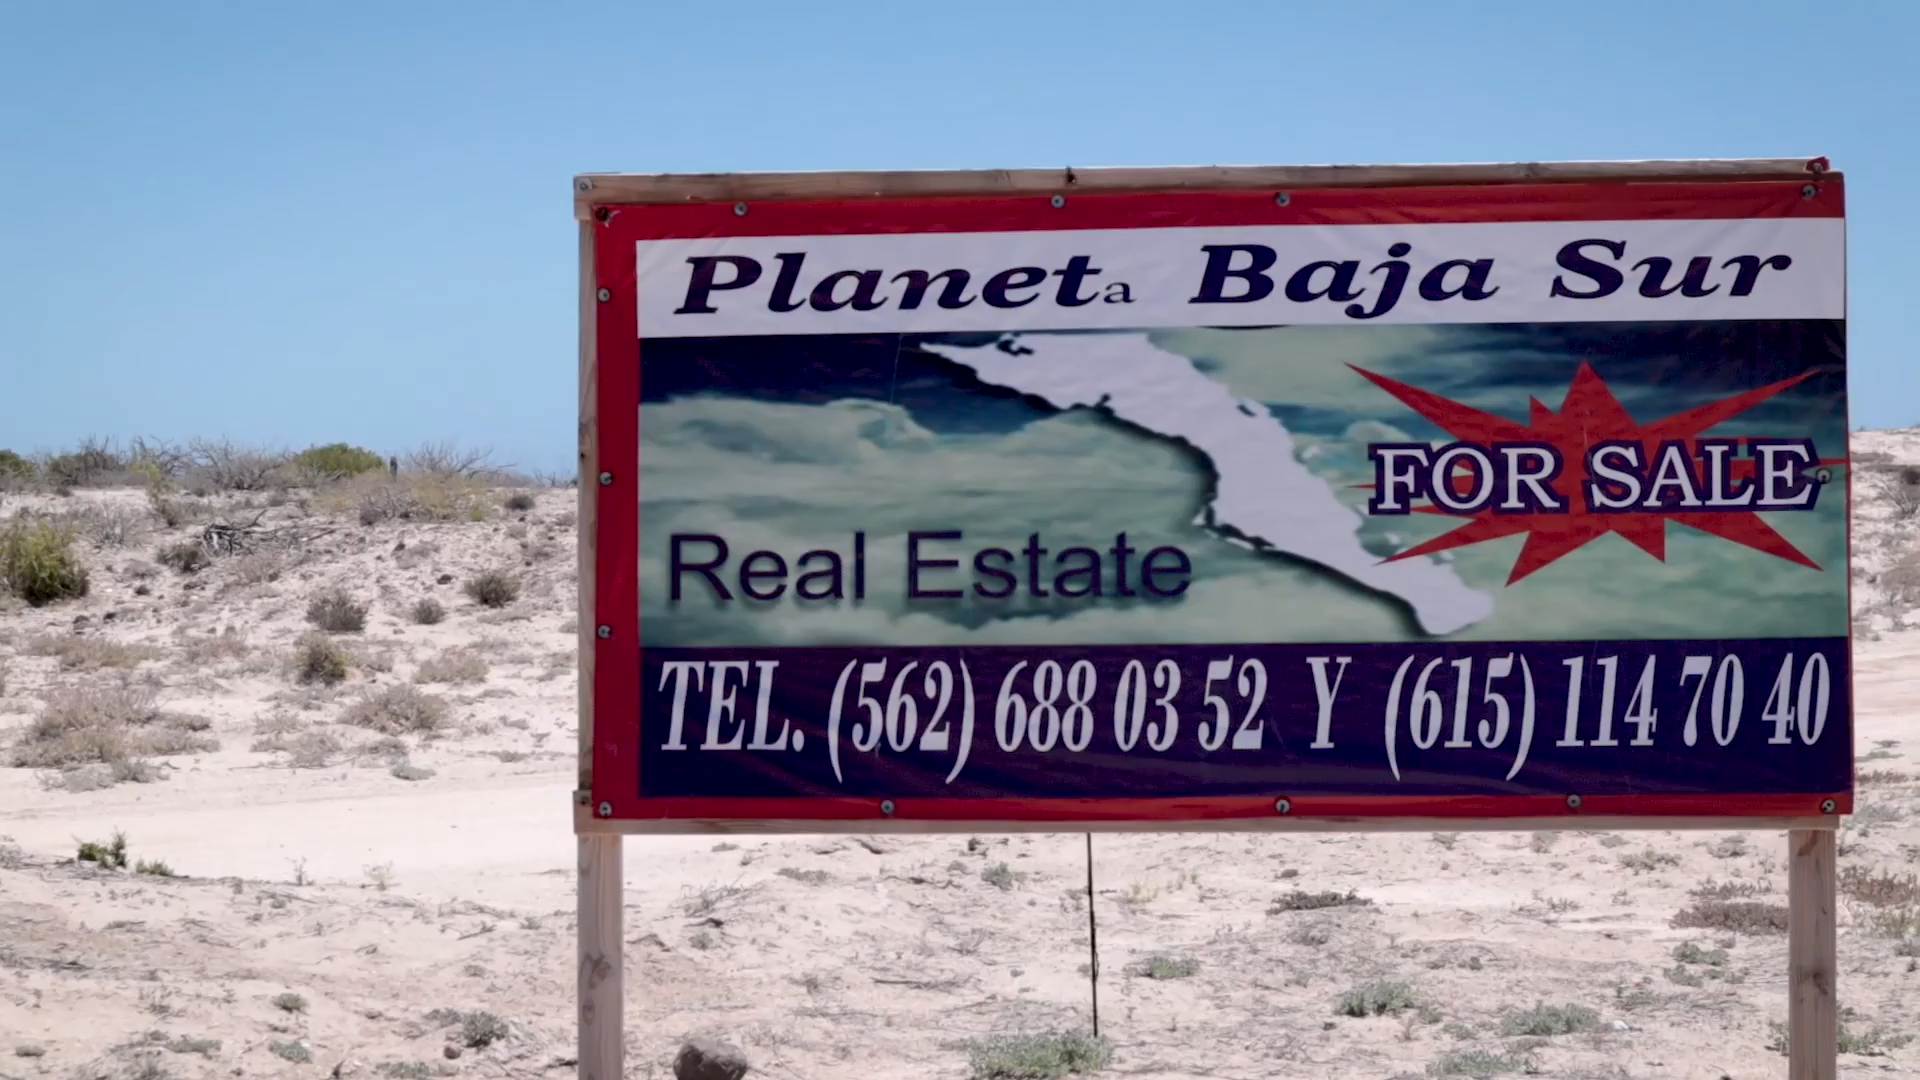 Planeta Baja Sur
FOR SALE
Real Estate
TEL. (562) 688 03 52 Y (615) 114 70 40